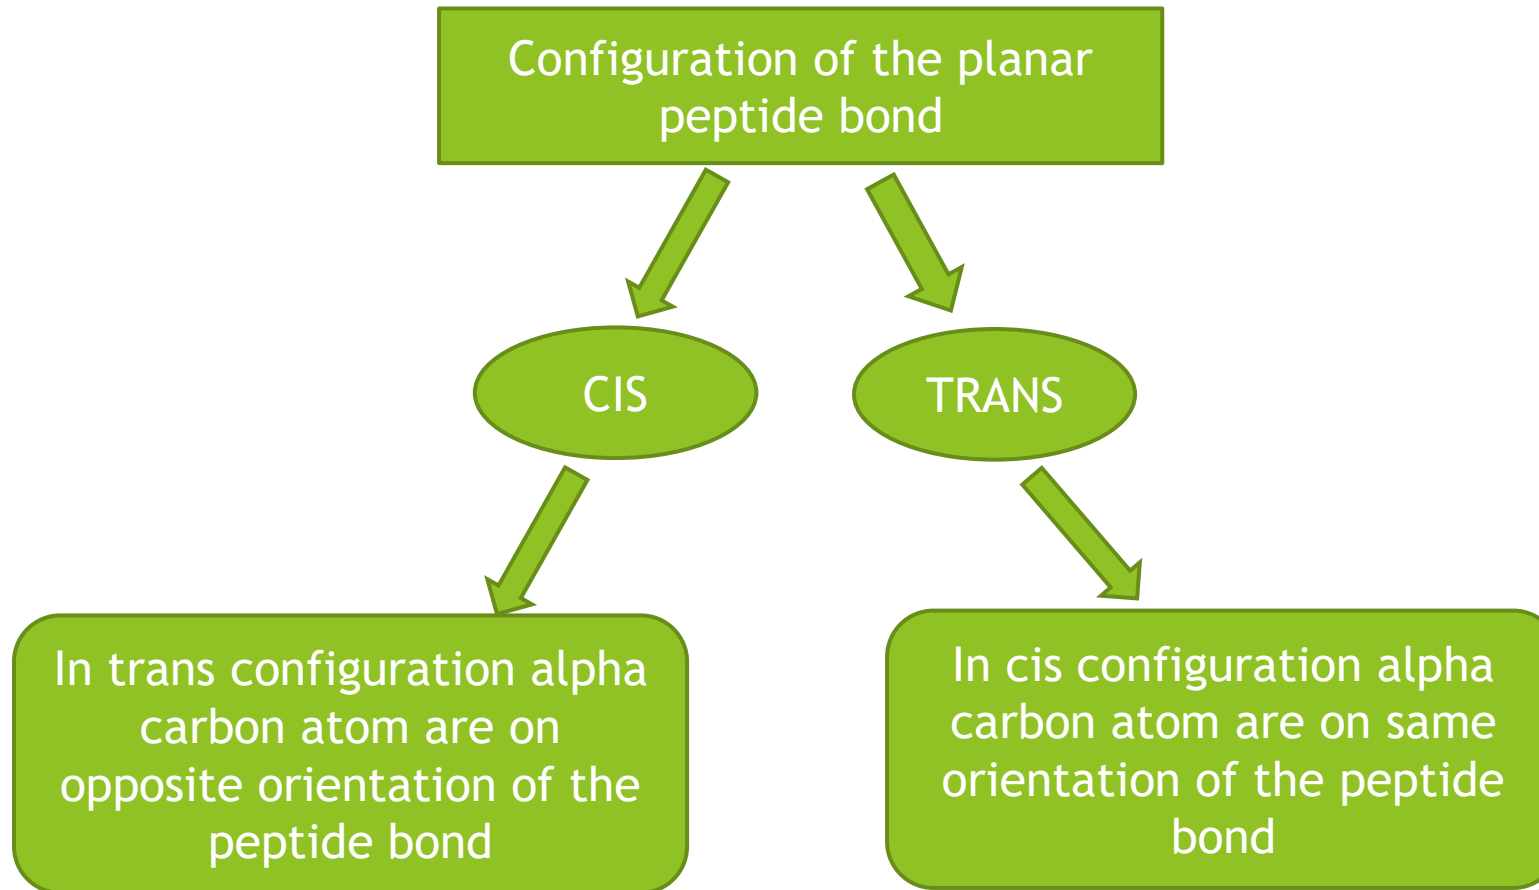 Configuration of the planar
peptide bond
CIS
TRANS
In trans configuration alpha
carbon atom are on
opposite orientation of the
peptide bond
In cis configuration alpha
carbon atom are on same
orientation of the peptide
bond